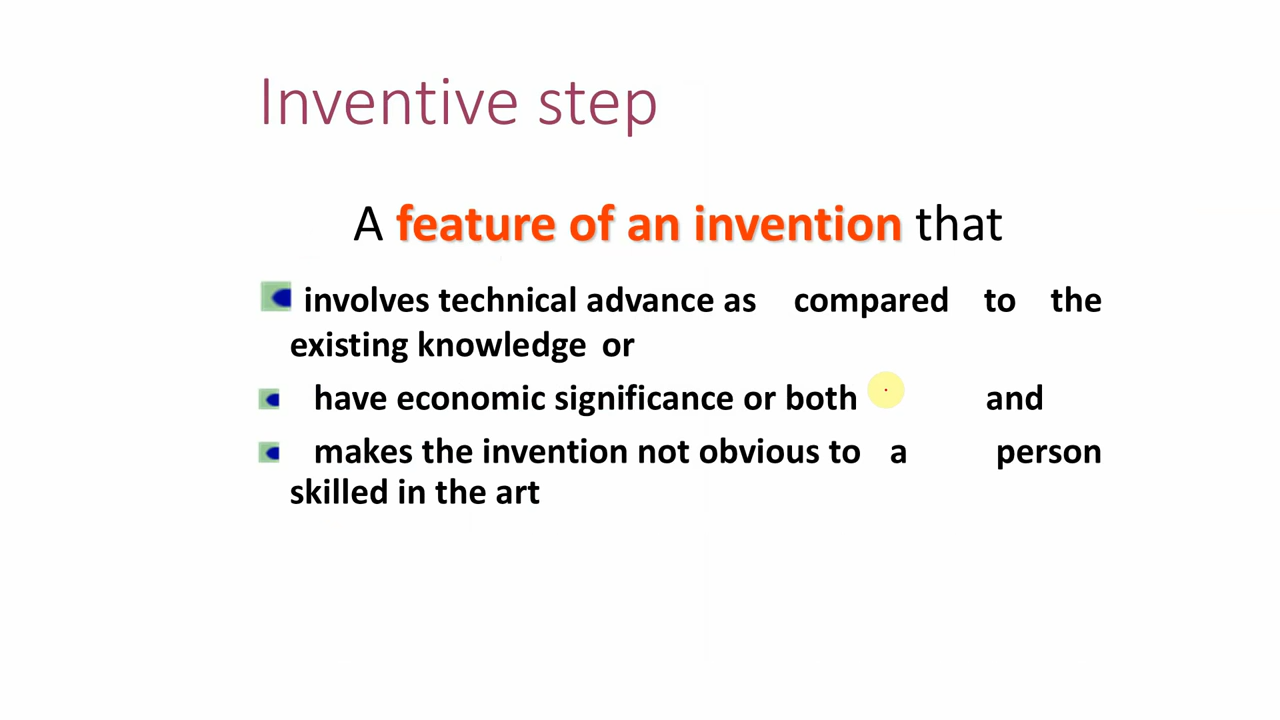 Inventive step
A feature of an invention that
involves technical advance as compared to the
existing knowledge or
have economic significance or both and
makes the invention not obvious to a person
skilled in the art